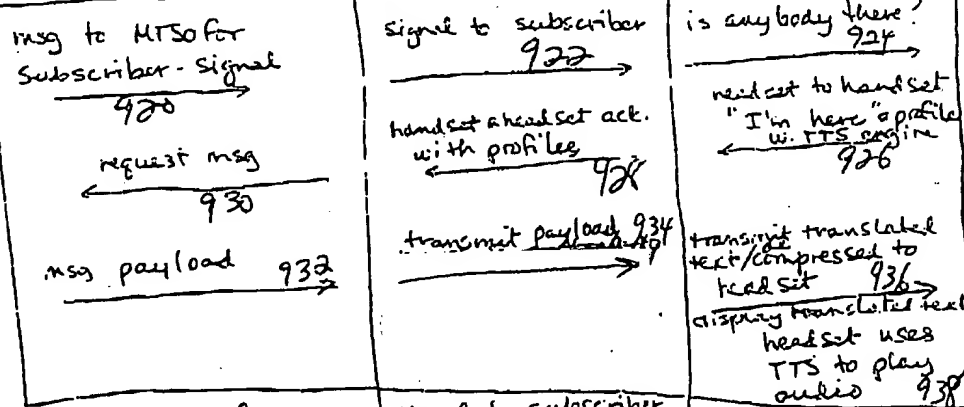 msg to MTSO for
Subscriber - Signal
920
request msg
930
msg payload 932
signal to subscriber
922
handset & headset ack.
with profiles
928
transmit payload 934
is anybody there?
924
headset to handset
"I'm here" & profile
w. TTS engine
926
transmit translated
text/compressed to
headset 936
display translated text
headset uses
TTS to play
audio 938
subscriber